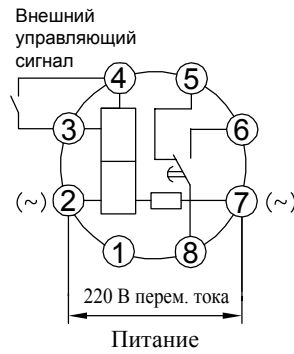 Внешний
управляющий
сигнал
4
5
3
6
(~)
2
7
(~)
1
8
220 В перем. тока
Питание